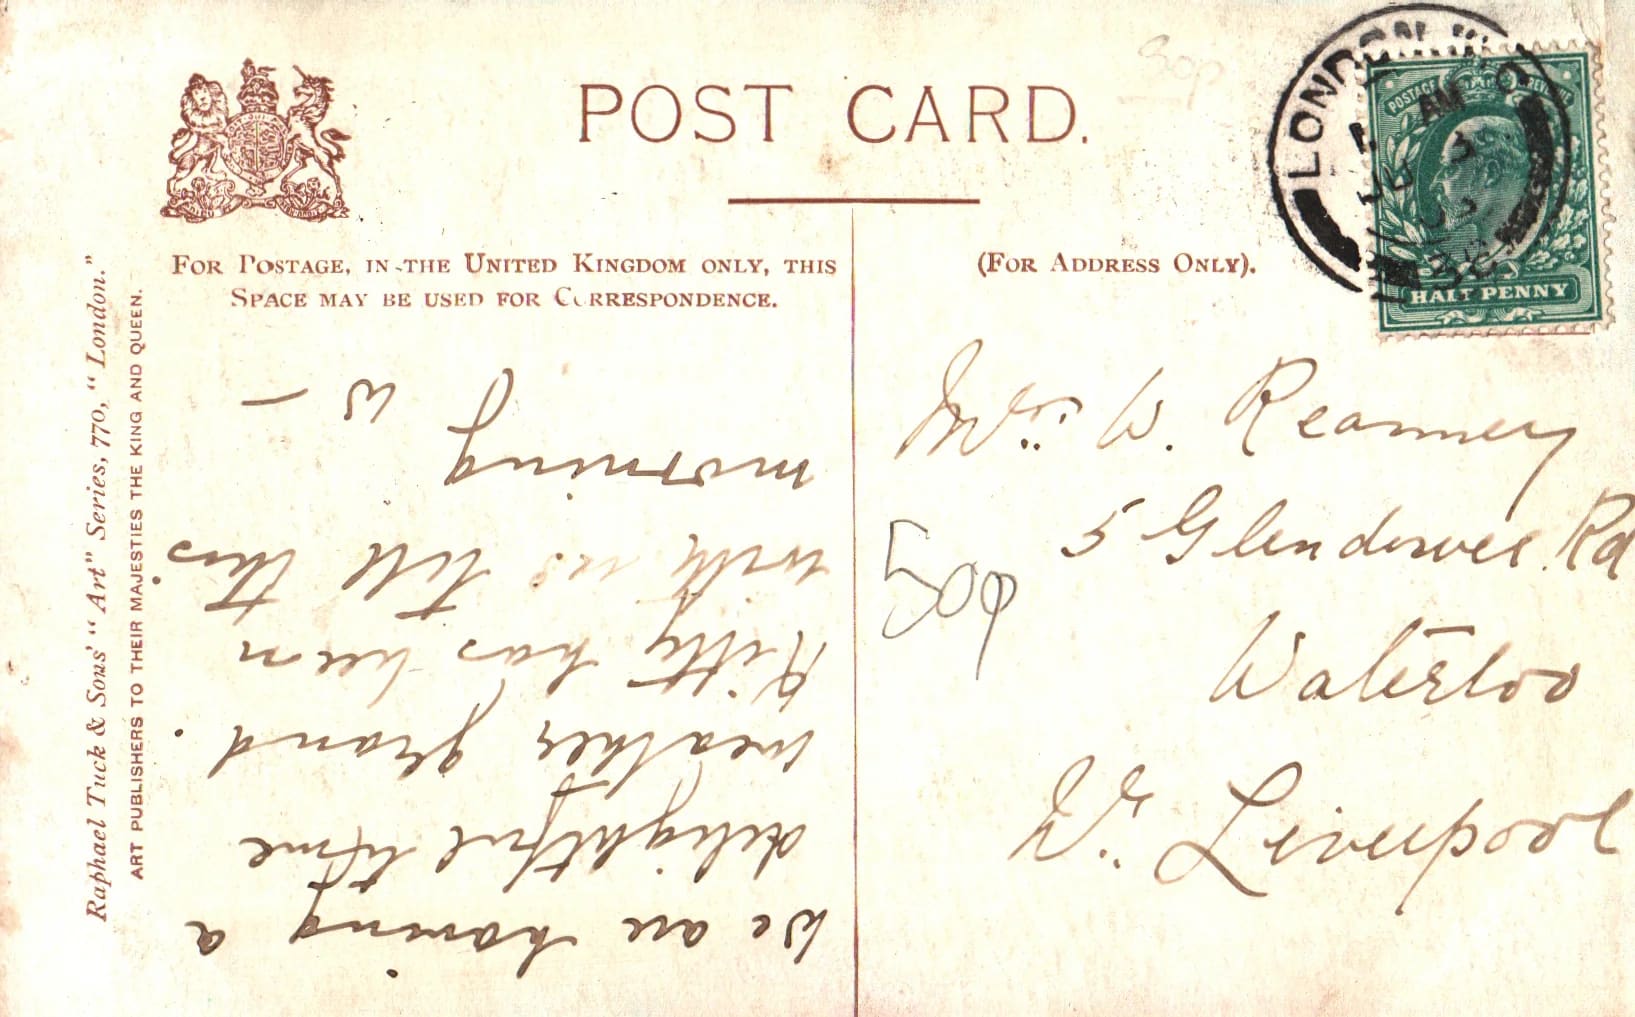 POST CARD.
FOR POSTAGE, IN THE UNITED KINGDOM ONLY, THIS
SPACE MAY BE USED FOR CORRESPONDENCE.
(FOR ADDRESS ONLY).
Raphael Tuck & Sons' "Art" Series, 770, "London."
ART PUBLISHERS TO THEIR MAJESTIES THE KING AND QUEEN.
LONDON W.C
AM
3
POSTAGE REVENUE
HALF PENNY
We are having a
delightful time
weather grand.
Kitty has been
with us till this
morning
W
Mrs W. Reanney
5 Glendower Rd
Waterloo
Nr Liverpool
50p